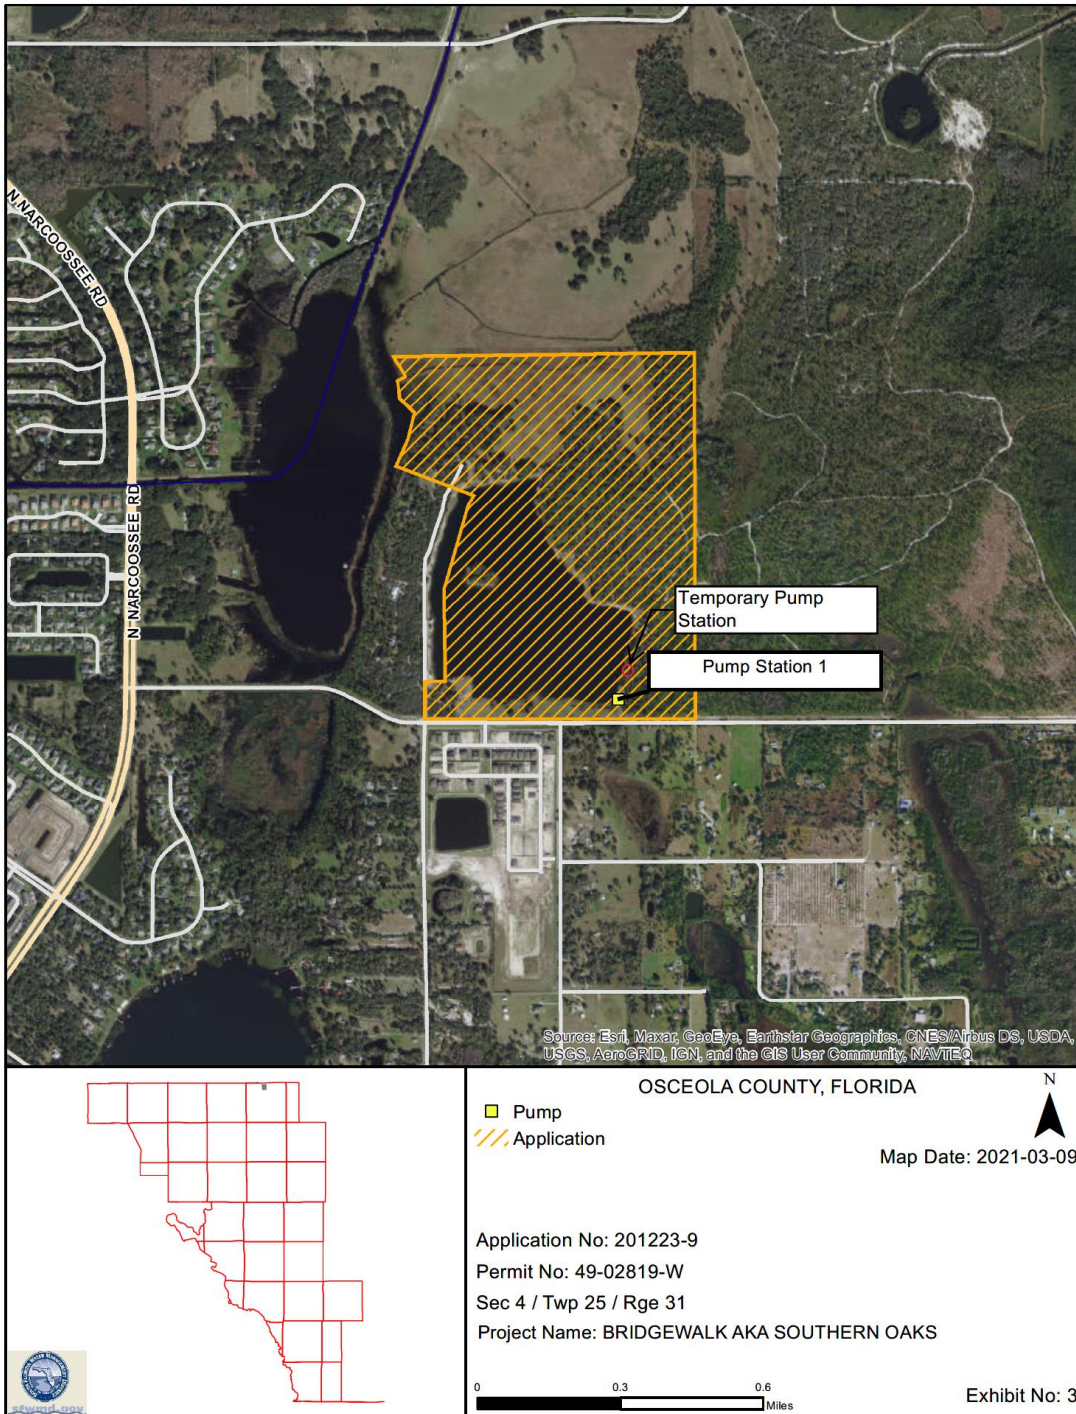 N NARCOOSSEE RD
N NARCOOSSEE RD
Temporary Pump
Station
Pump Station 1
Source: Esri, Maxar, GeoEye, Earthstar Geographics, CNES/Airbus DS, USDA,
USGS, AeroGRID, IGN, and the GIS User Community, NAVTEQ
OSCEOLA COUNTY, FLORIDA
N
Pump
Application
Map Date: 2021-03-09
Application No: 201223-9
Permit No: 49-02819-W
Sec 4 / Twp 25 / Rge 31
Project Name: BRIDGEWALK AKA SOUTHERN OAKS
0 0.3 0.6
Miles
Exhibit No: 3
sfwmd.gov